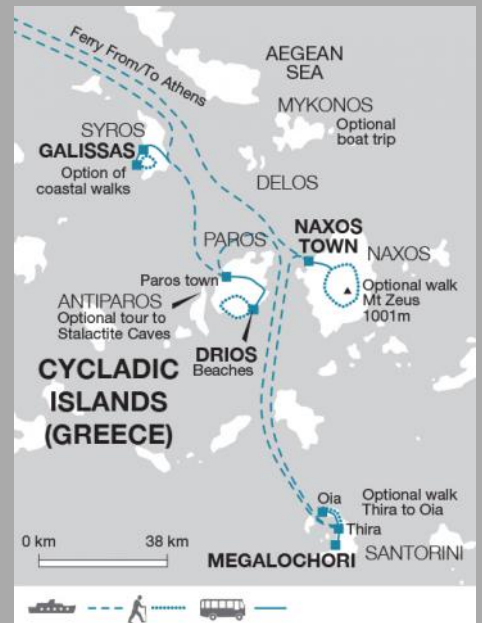 Ferry From/To Athens
AEGEAN
SEA
MYKONOS
Optional
boat trip
SYROS
GALISSAS
Option of
coastal walks
DELOS
NAXOS
TOWN
NAXOS
PAROS
Paros town
Optional walk
Mt Zeus
1001m
ANTIPAROS
Optional tour to
Stalactite Caves
DRIOS
Beaches
CYCLADIC
ISLANDS
(GREECE)
Oia
Optional walk
Thira to Oia
Thira
0 km 38 km
MEGALOCHORI
SANTORINI